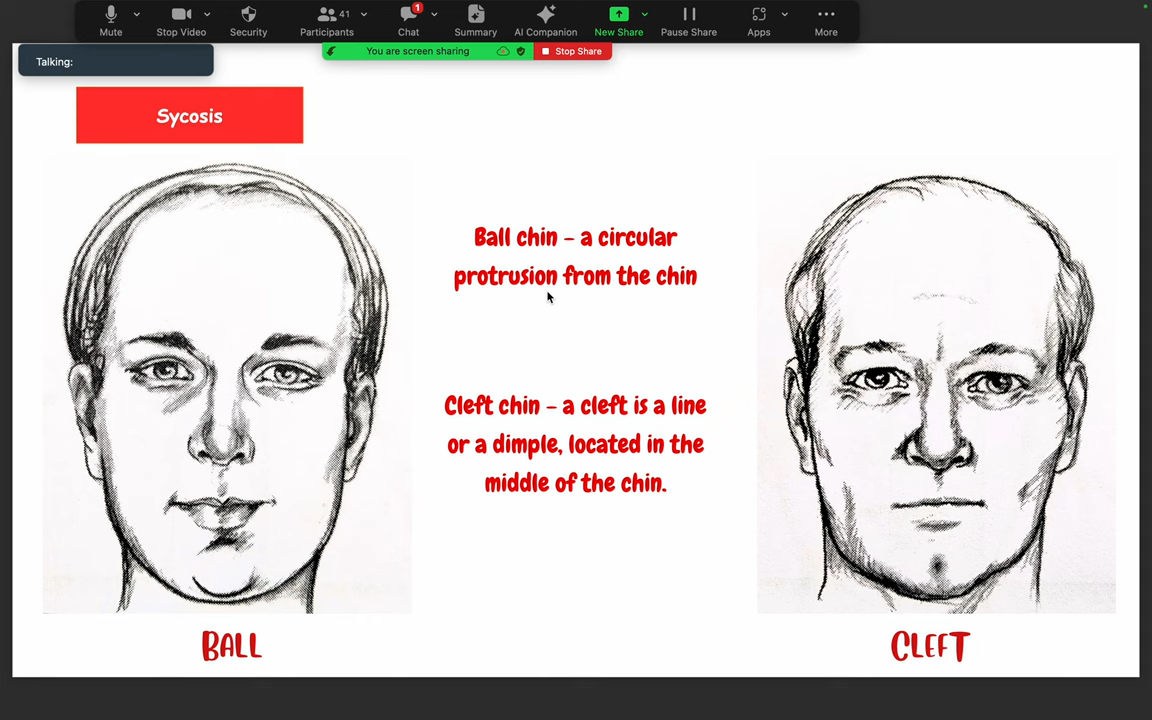 41
1
Mute
Stop Video
Security
Participants
Chat
Summary
AI Companion
New Share
Pause Share
Apps
More
You are screen sharing
Stop Share
Talking:
Sycosis
Ball chin – a circular
protrusion from the chin
Cleft chin – a cleft is a line
or a dimple, located in the
middle of the chin.
BALL
CLEFT